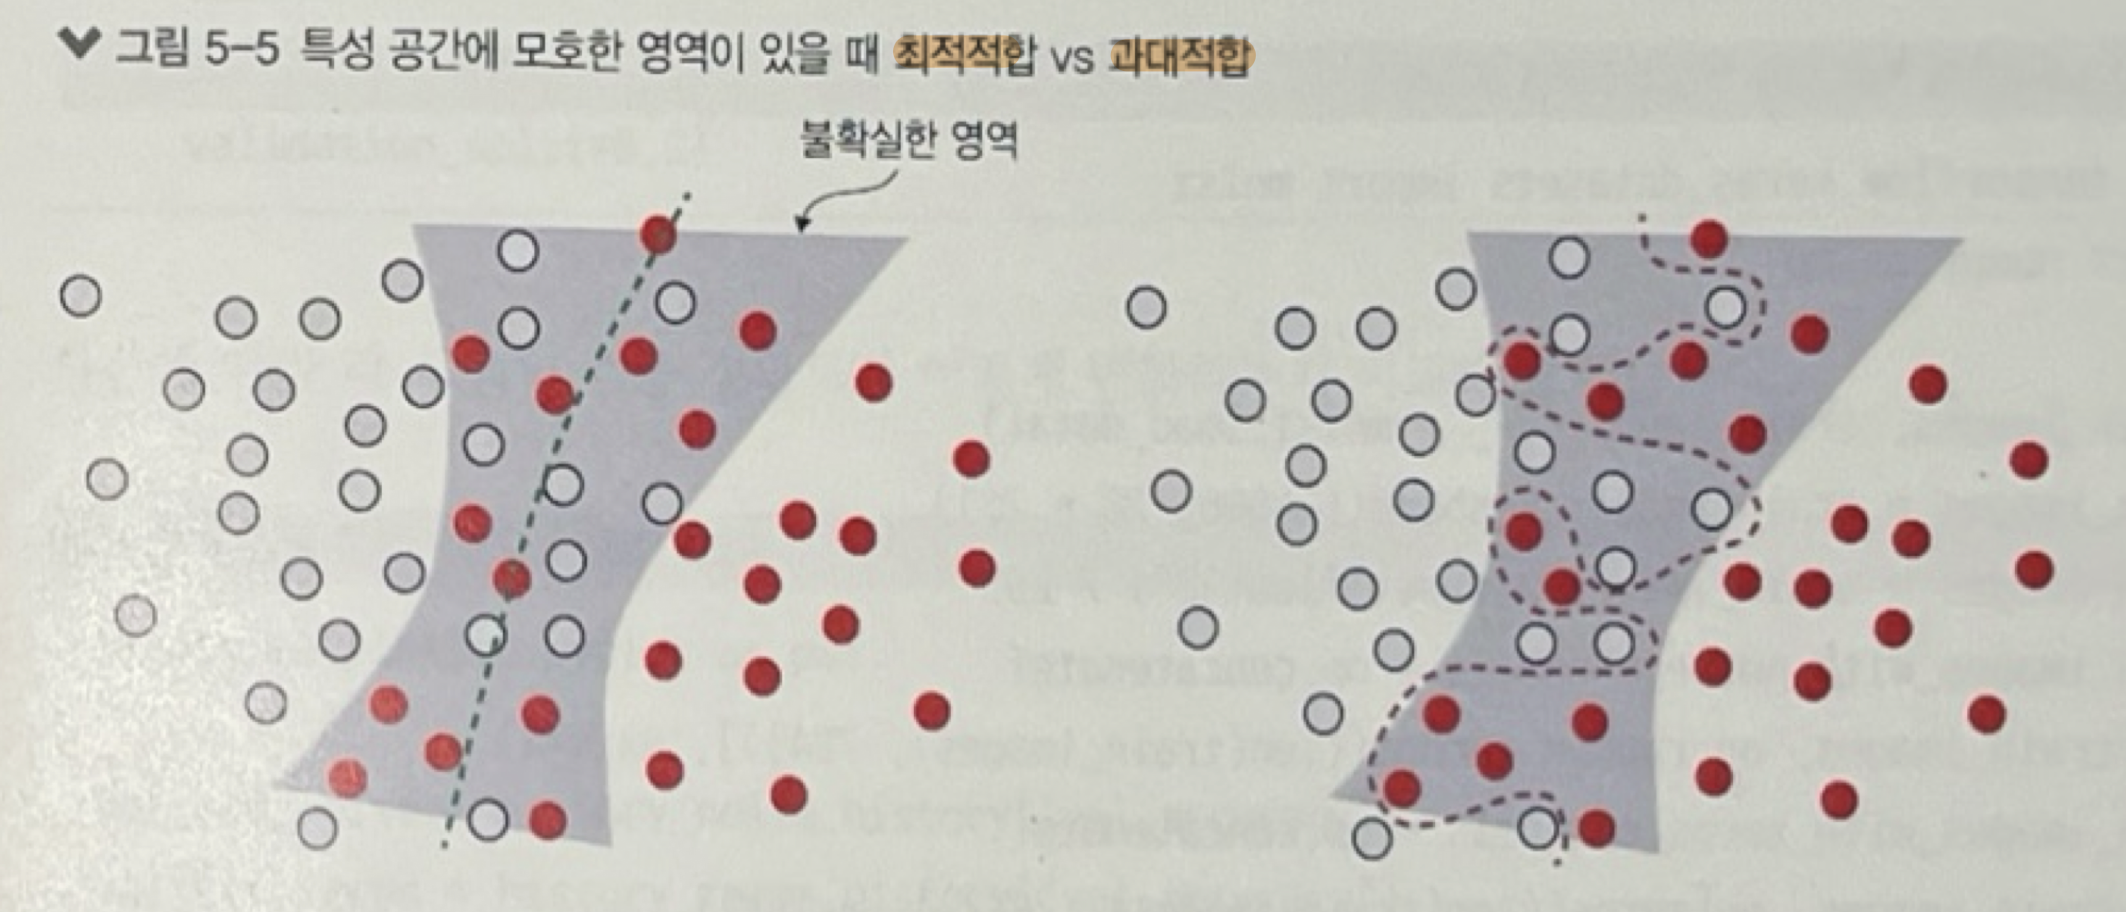 그림 5-5 특성 공간에 모호한 영역이 있을 때 최적적합 vs 과대적합
불확실한 영역